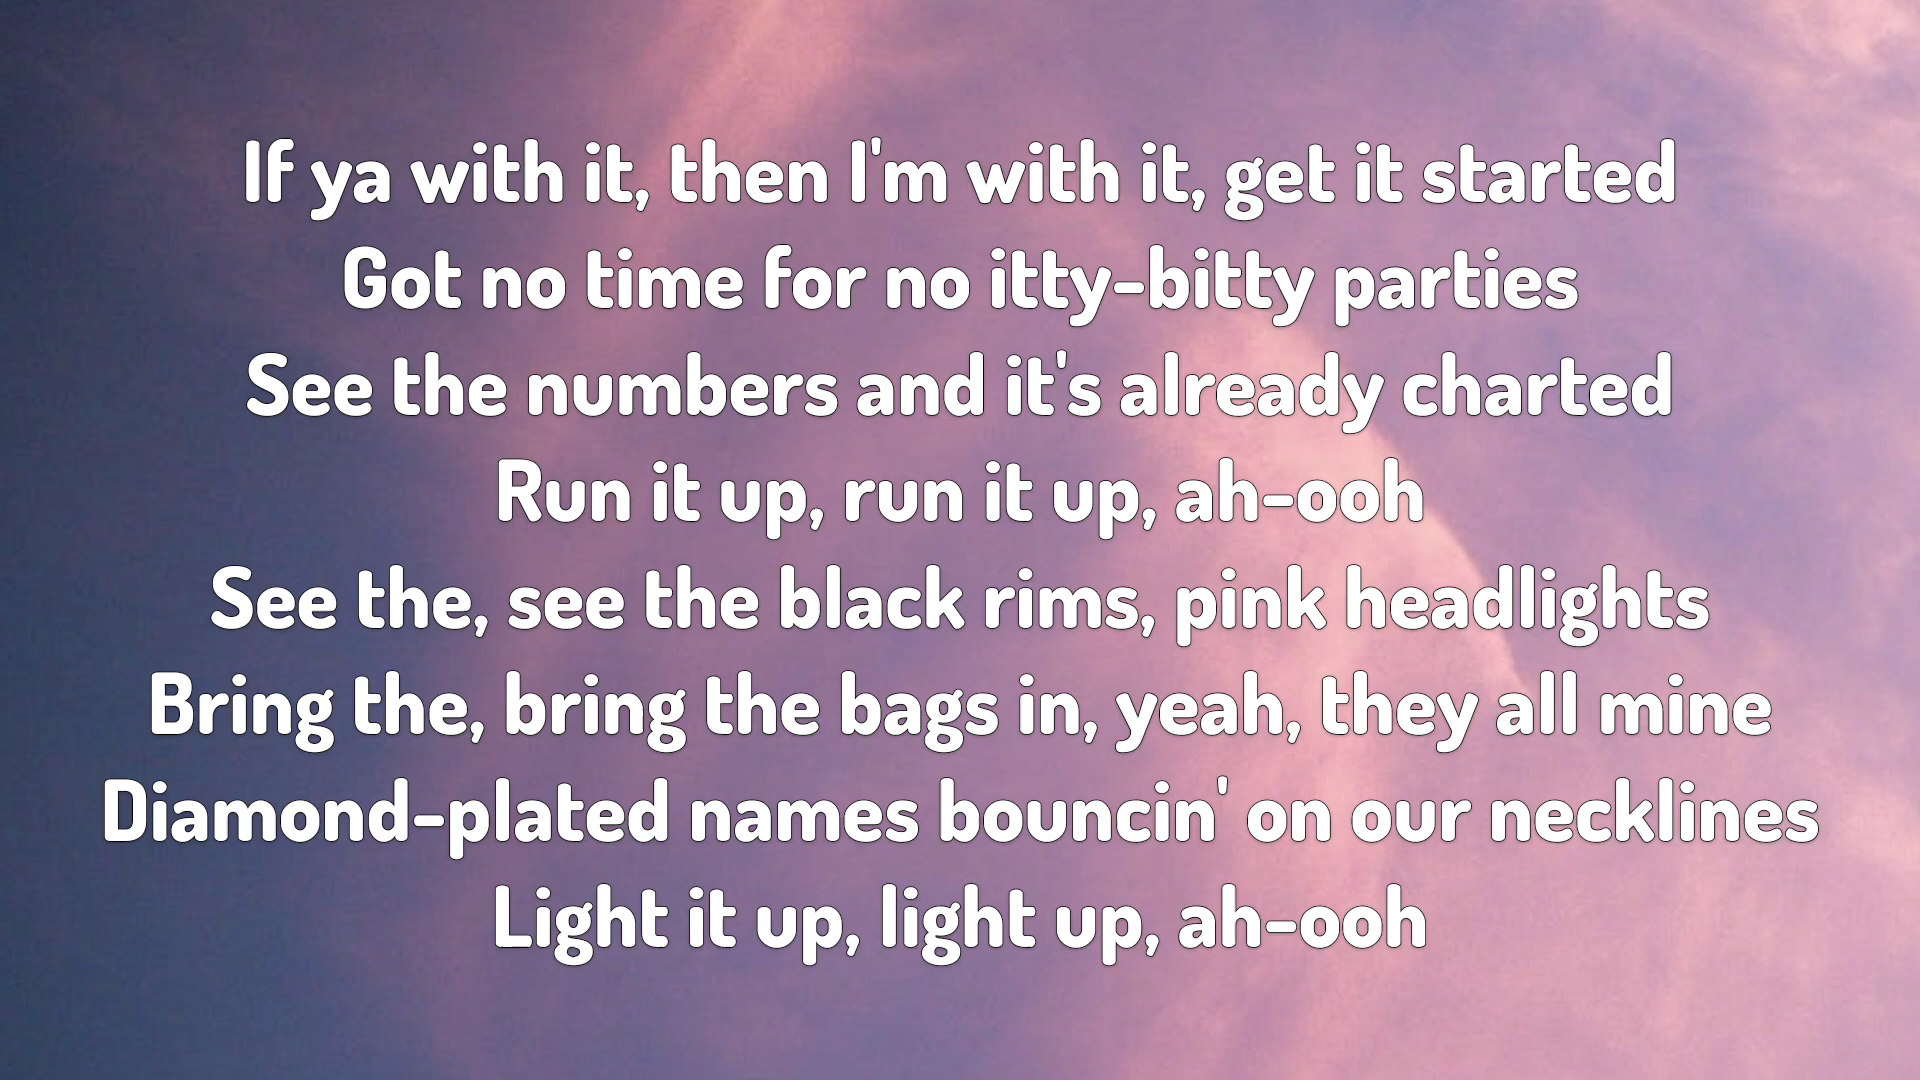 If ya with it, then I'm with it, get it started
Got no time for no itty-bitty parties
See the numbers and it's already charted
Run it up, run it up, ah-ooh
See the, see the black rims, pink headlights
Bring the, bring the bags in, yeah, they all mine
Diamond-plated names bouncin' on our necklines
Light it up, light up, ah-ooh